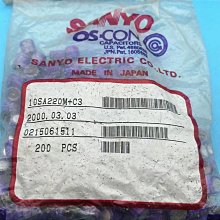 SANYO
OS-CON
CAPACITORS
SANYO ELECTRIC CO.,LTD.
MADE IN JAPAN
10SA220M+C3
2000.03.03
0215061511
200 PCS